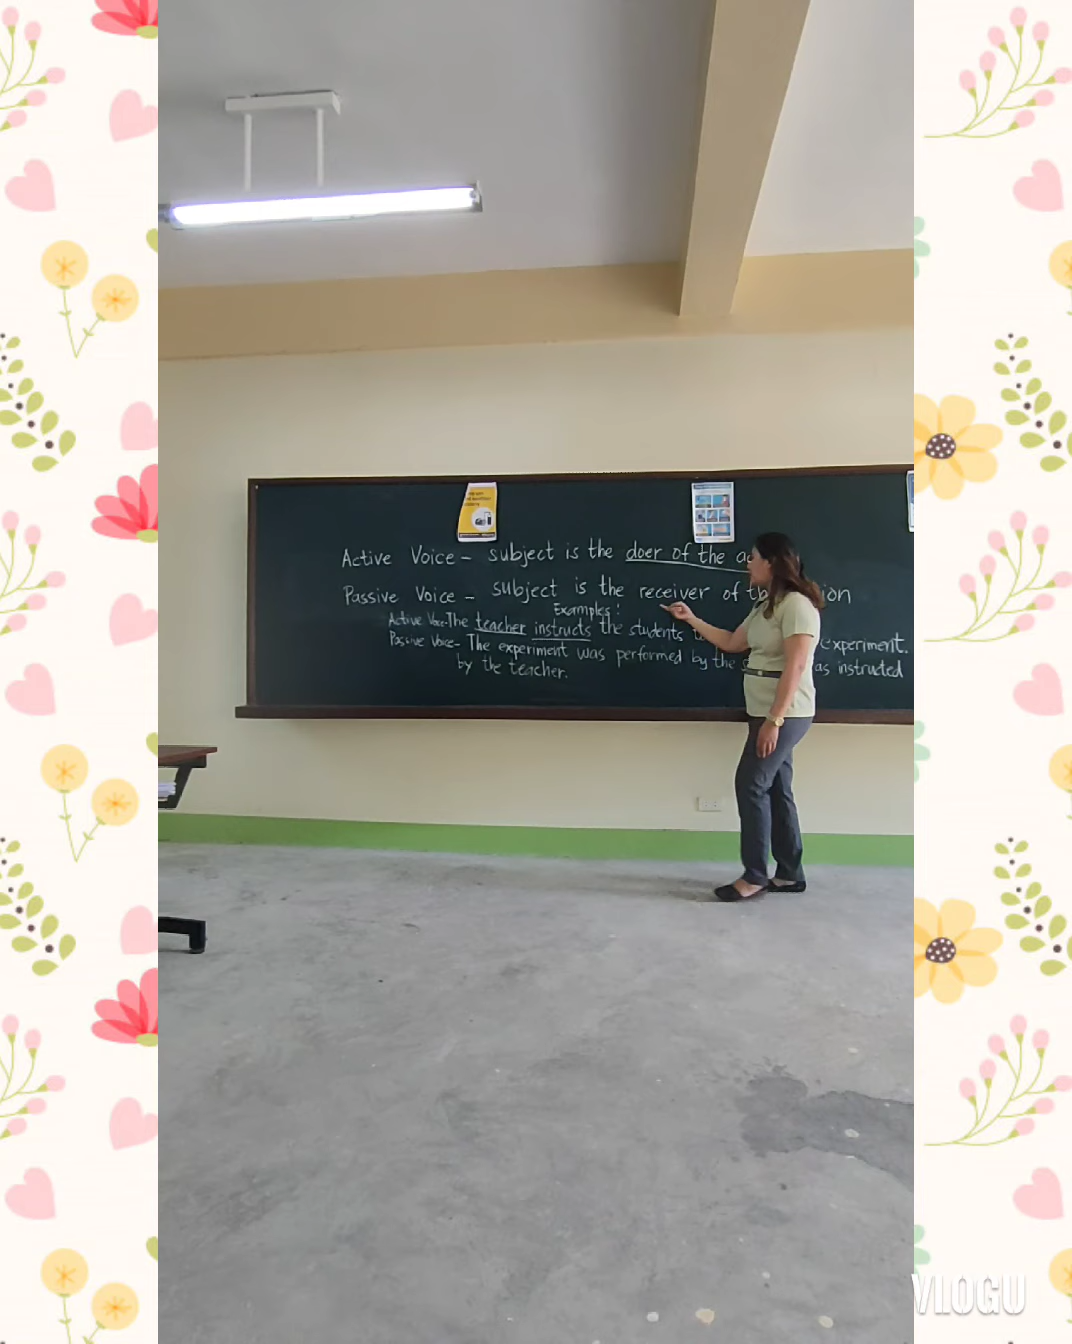 Active Voice - subject is the doer of the
Passive Voice - subject is the receiver of
Examples:
Active Voice - The teacher instructs the students experiment.
Passive Voice - The experiment was performed by the as instructed
by the teacher.
VLOGU